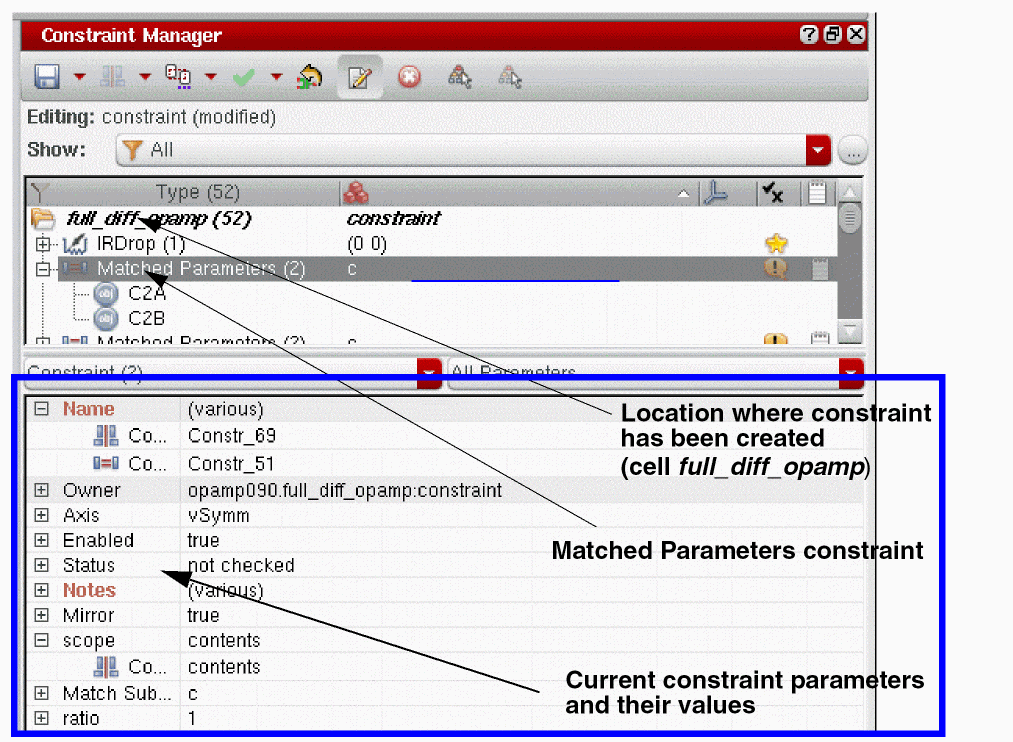 Constraint Manager
Editing: constraint (modified)
Show: All
...
Type (52)
full_diff_opamp (52) constraint
IRDrop (1) (0 0)
Matched Parameters (2) c
obj C2A
obj C2B
Matched Parameters (2) c
Constraint (2) All Parameters
Name (various)
Co... Constr_69
Co... Constr_51
Owner opamp090.full_diff_opamp:constraint
Axis vSymm
Enabled true
Status not checked
Notes (various)
Mirror true
scope contents
Co... contents
Match Sub... c
ratio 1
Location where constraint
has been created
(cell full_diff_opamp)
Matched Parameters constraint
Current constraint parameters
and their values